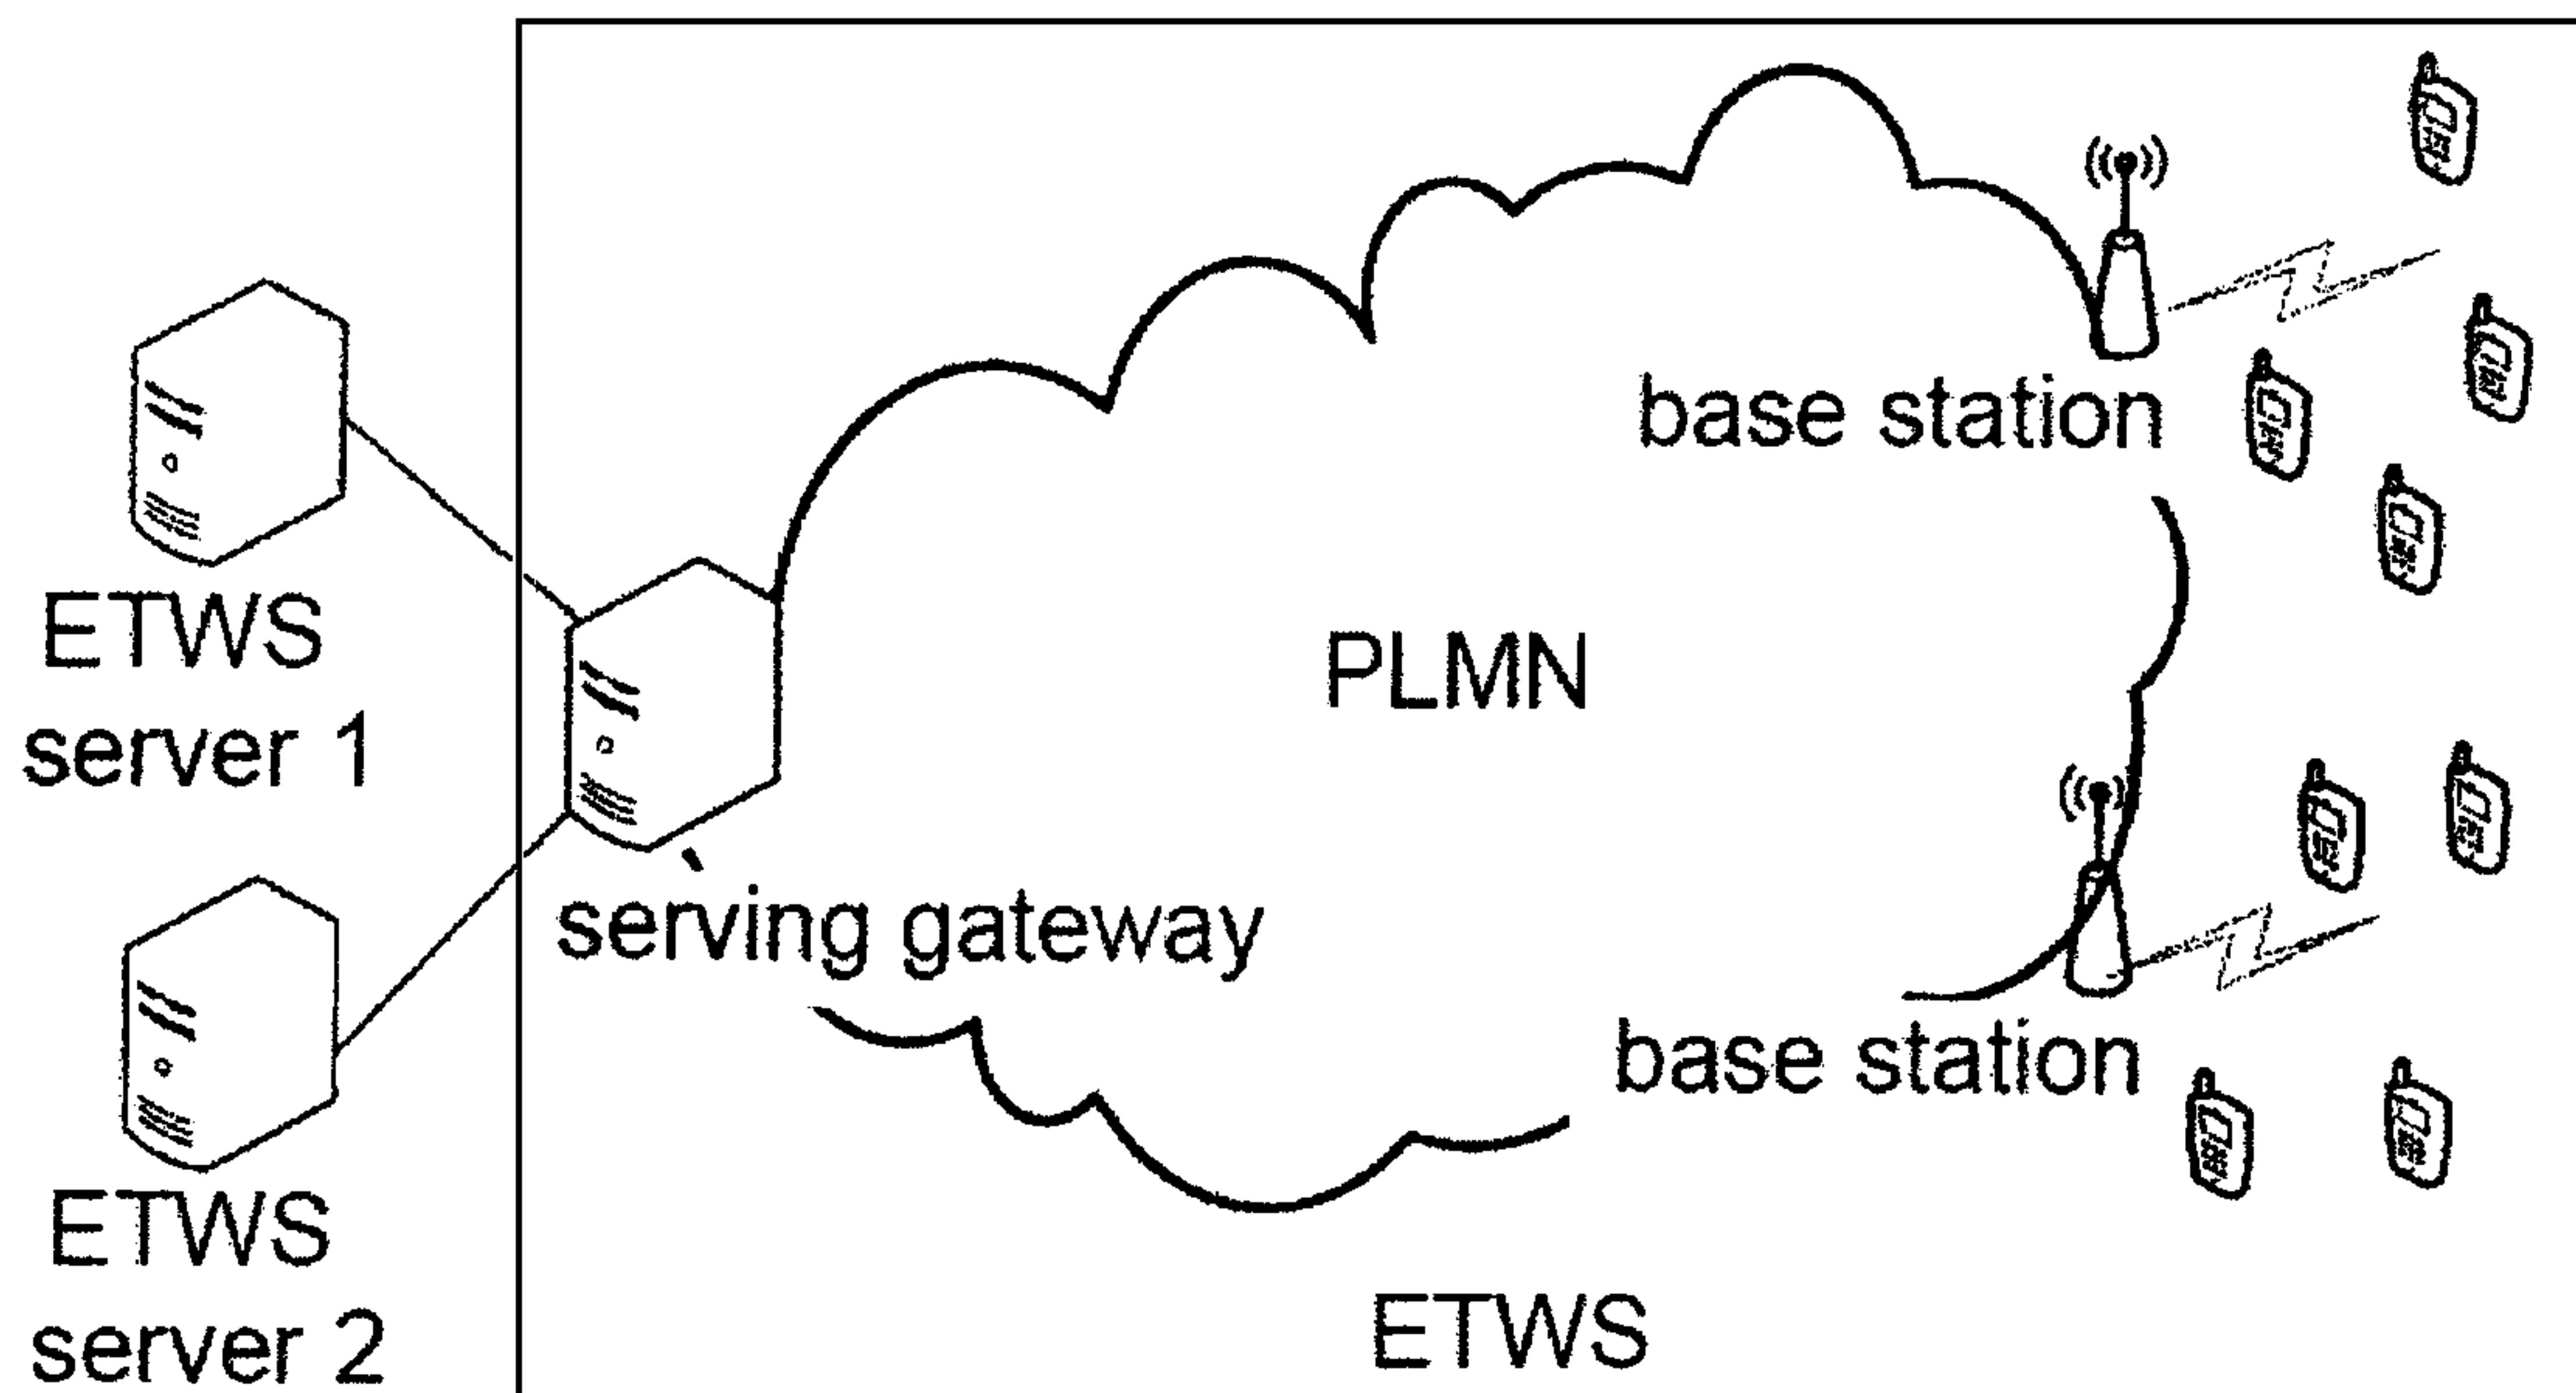 base station
ETWS
server 1
PLMN
serving gateway
base station
ETWS
server 2
ETWS